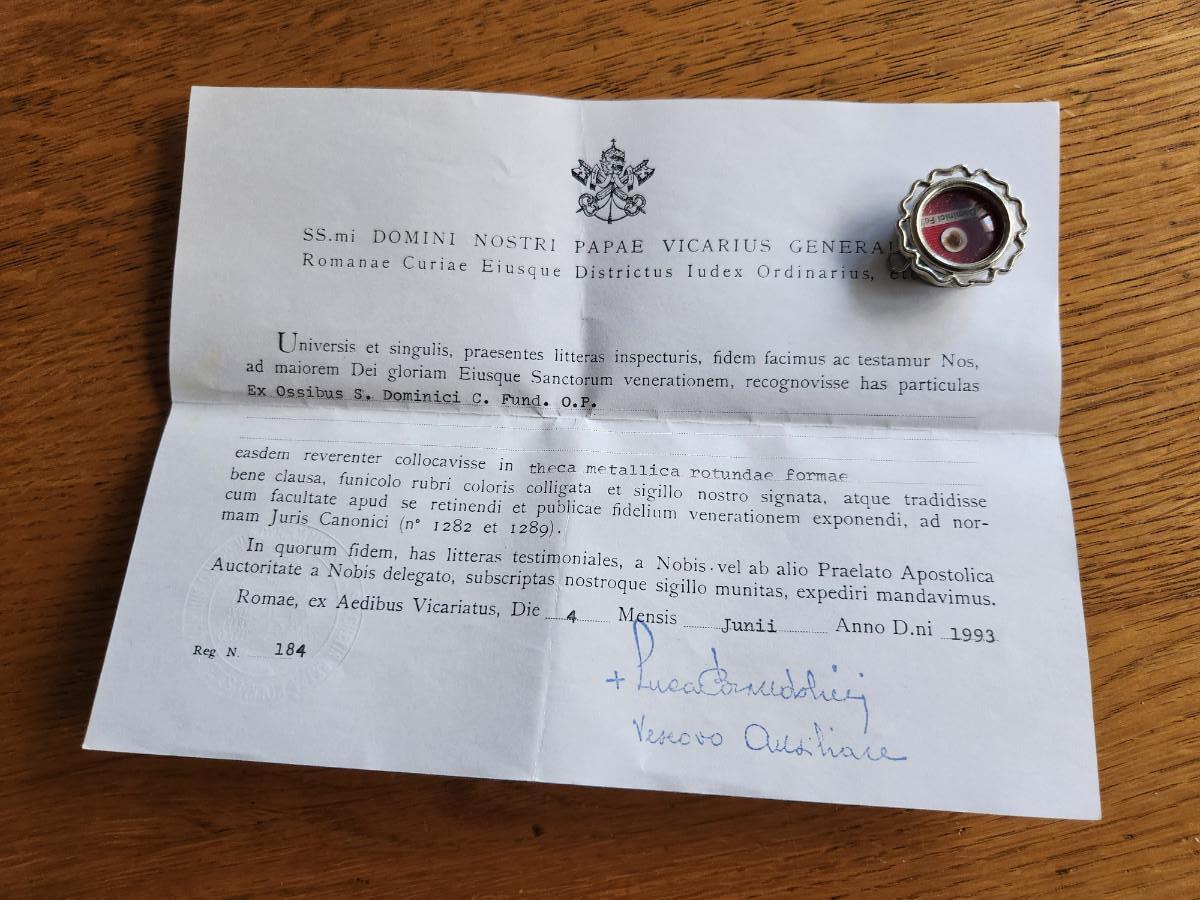 SS.mi DOMINI NOSTRI PAPAE VICARIUS
Romanae Curiae Eiusque Districtus Iudex Ordinarius,
Dominici
Universis et singulis, praesentes litteras inspecturis, fidem facimus ac testamur Nos,
ad maiorem Dei gloriam Eiusque Sanctorum venerationem, recognovisse has particulas
Ex Ossibus S. Dominici C. Fund. O.P.
easdem reverenter collocavisse in theca metallica rotundae formae
bene clausa, funicolo rubri coloris colligata et sigillo nostro signata, atque tradidisse
cum facultate apud se retinendi et publicae fidelium venerationem exponendi, ad nor-
mam Juris Canonici (n° 1282 et 1289).
In quorum fidem, has litteras testimoniales, a Nobis vel ab alio Praelato Apostolica
Auctoritate a Nobis delegato, subscriptas nostroque sigillo munitas, expediri mandavimus.
Romae, ex Aedibus Vicariatus, Die 4 Mensis Junii Anno D.ni 1993
Reg N. 184
+ Luca
Vescovo Ausiliare